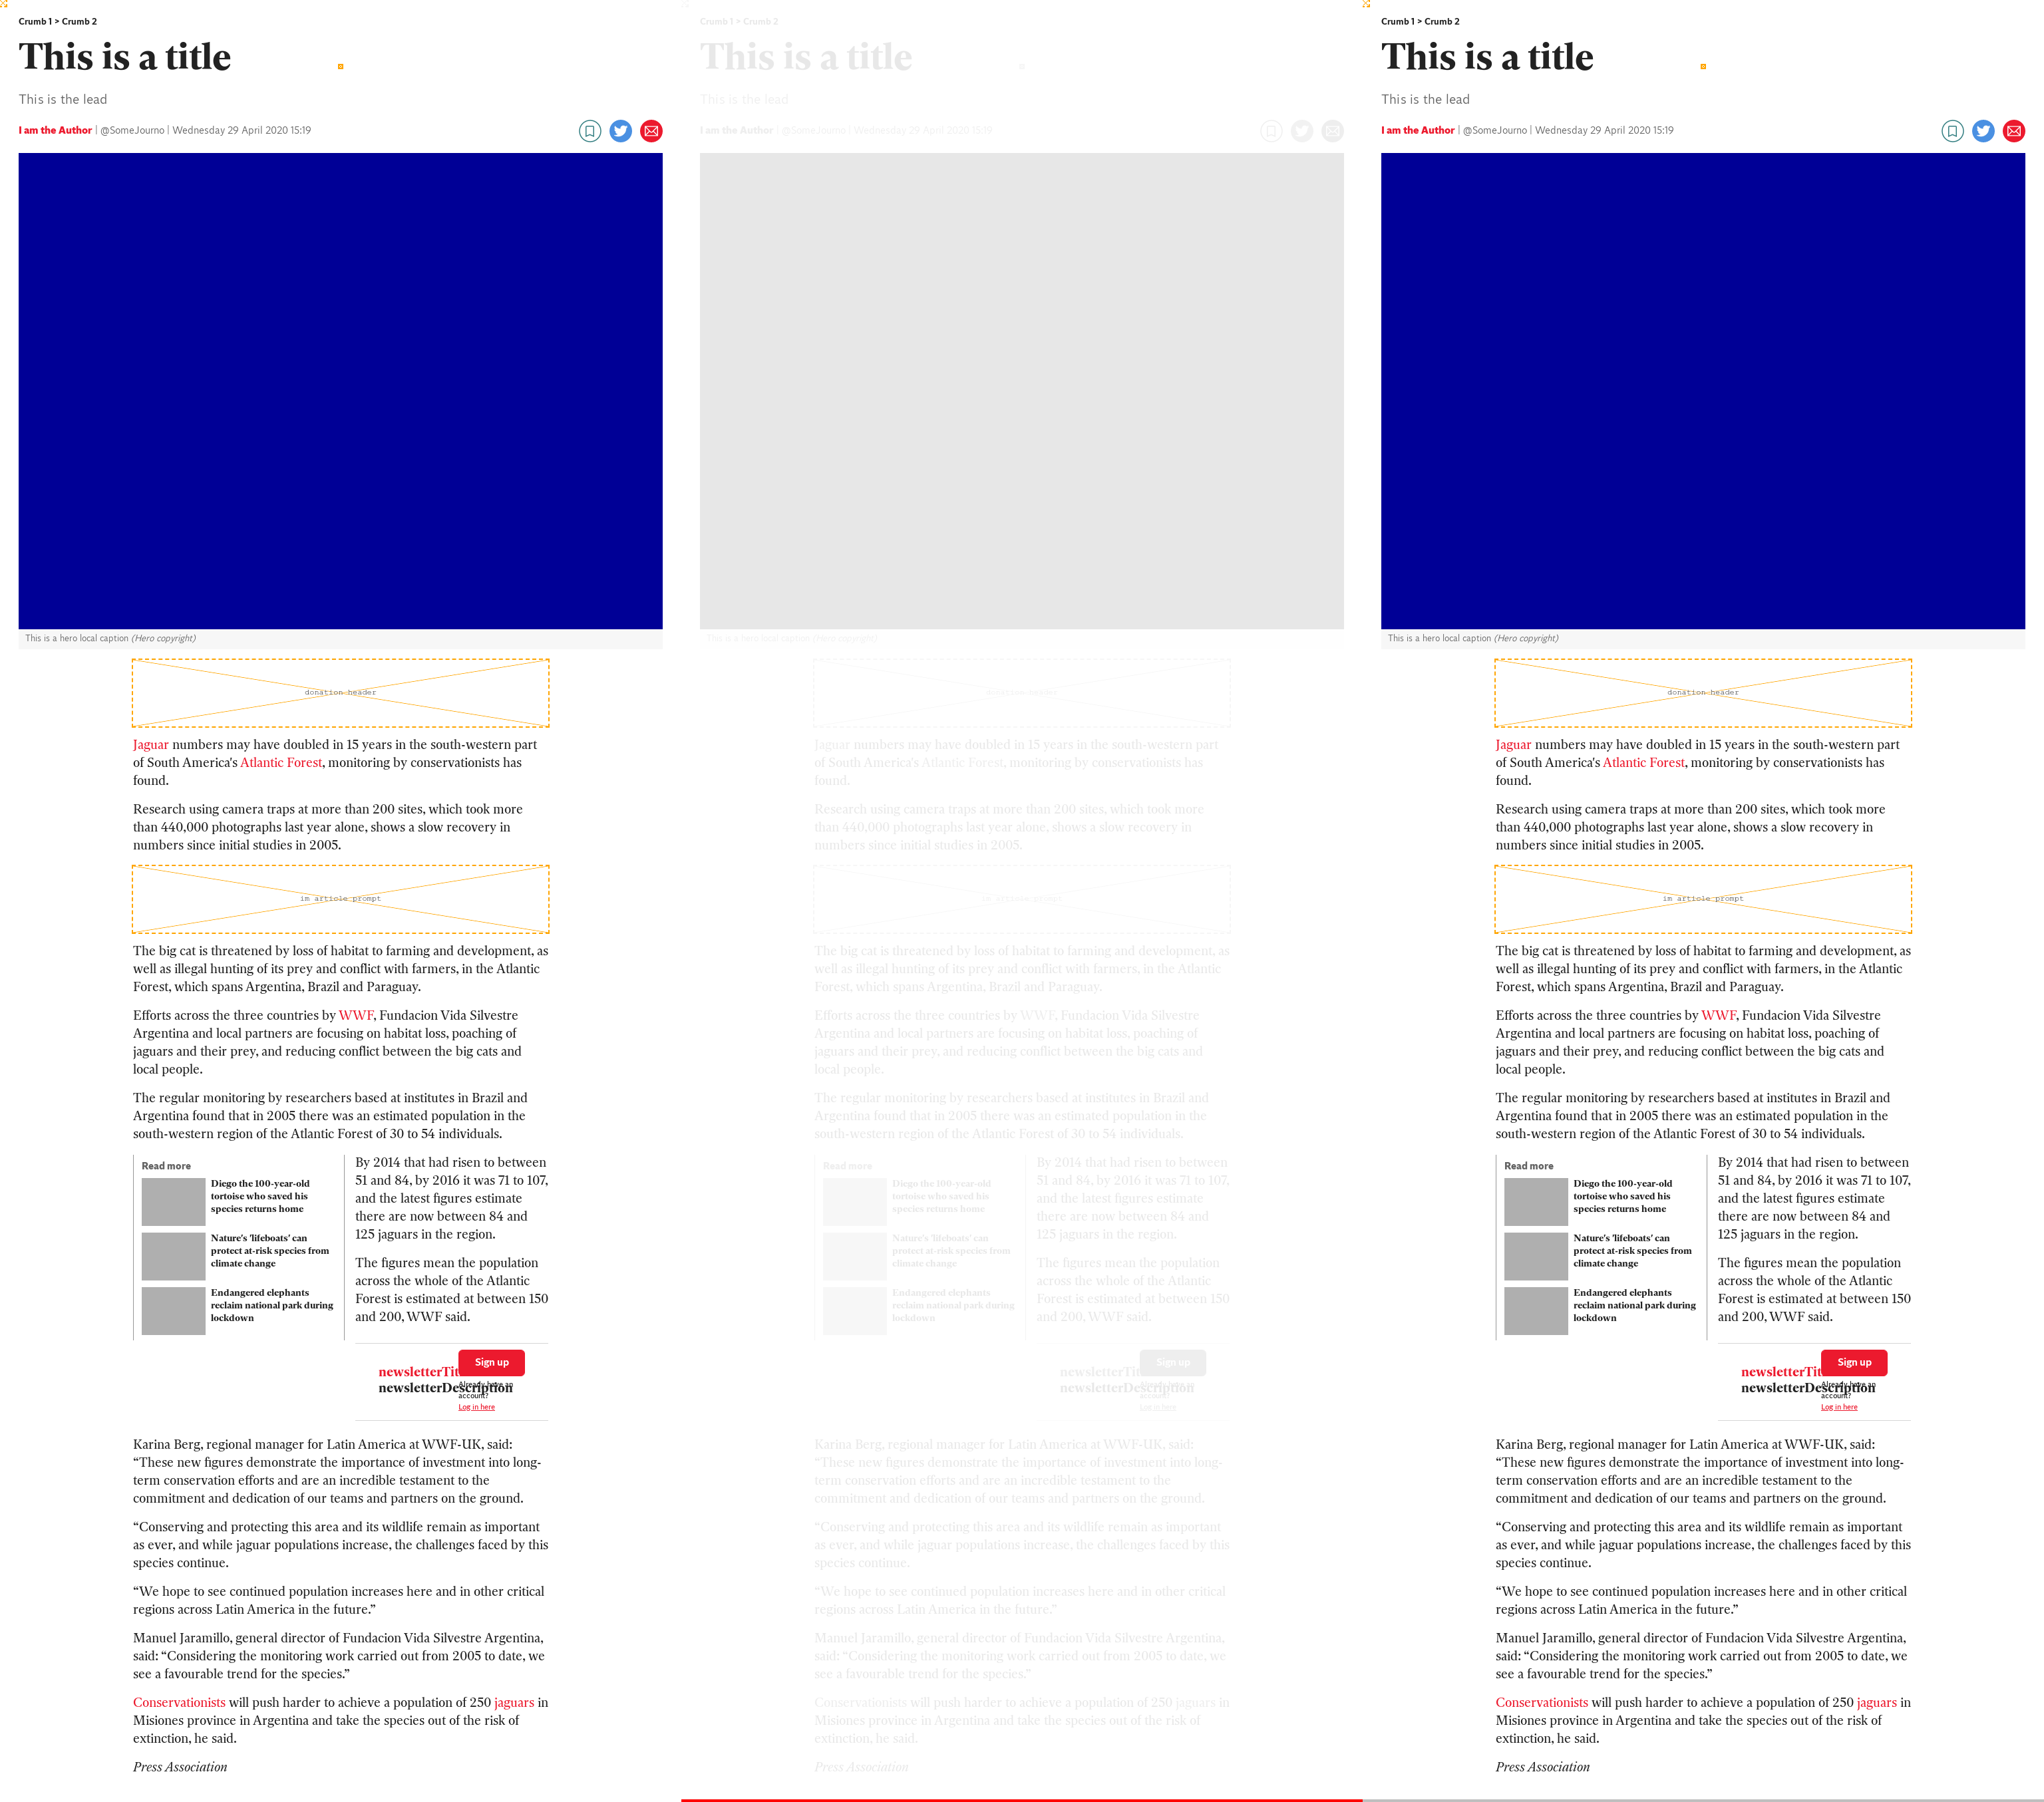 Crumb 1 > Crumb 2
This is a title
This is the lead
I am the Author | @SomeJourno | Wednesday 29 April 2020 15:19
This is a hero local caption (Hero copyright)
donation header
Jaguar numbers may have doubled in 15 years in the south-western part
of South America's Atlantic Forest, monitoring by conservationists has
found.
Research using camera traps at more than 200 sites, which took more
than 440,000 photographs last year alone, shows a slow recovery in
numbers since initial studies in 2005.
im article prompt
The big cat is threatened by loss of habitat to farming and development, as
well as illegal hunting of its prey and conflict with farmers, in the Atlantic
Forest, which spans Argentina, Brazil and Paraguay.
Efforts across the three countries by WWF, Fundacion Vida Silvestre
Argentina and local partners are focusing on habitat loss, poaching of
jaguars and their prey, and reducing conflict between the big cats and
local people.
The regular monitoring by researchers based at institutes in Brazil and
Argentina found that in 2005 there was an estimated population in the
south-western region of the Atlantic Forest of 30 to 54 individuals.
Read more
Diego the 100-year-old
tortoise who saved his
species returns home
Nature's 'lifeboats' can
protect at-risk species from
climate change
Endangered elephants
reclaim national park during
lockdown
By 2014 that had risen to between
51 and 84, by 2016 it was 71 to 107,
and the latest figures estimate
there are now between 84 and
125 jaguars in the region.
The figures mean the population
across the whole of the Atlantic
Forest is estimated at between 150
and 200, WWF said.
newsletterTit
newsletterDescription
Sign up
Already have an
account?
Log in here
Karina Berg, regional manager for Latin America at WWF-UK, said:
“These new figures demonstrate the importance of investment into long-
term conservation efforts and are an incredible testament to the
commitment and dedication of our teams and partners on the ground.
“Conserving and protecting this area and its wildlife remain as important
as ever, and while jaguar populations increase, the challenges faced by this
species continue.
“We hope to see continued population increases here and in other critical
regions across Latin America in the future.”
Manuel Jaramillo, general director of Fundacion Vida Silvestre Argentina,
said: “Considering the monitoring work carried out from 2005 to date, we
see a favourable trend for the species.”
Conservationists will push harder to achieve a population of 250 jaguars in
Misiones province in Argentina and take the species out of the risk of
extinction, he said.
Press Association
Crumb 1 > Crumb 2
This is a title
This is the lead
I am the Author | @SomeJourno | Wednesday 29 April 2020 15:19
This is a hero local caption (Hero copyright)
donation header
Jaguar numbers may have doubled in 15 years in the south-western part
of South America's Atlantic Forest, monitoring by conservationists has
found.
Research using camera traps at more than 200 sites, which took more
than 440,000 photographs last year alone, shows a slow recovery in
numbers since initial studies in 2005.
im article prompt
The big cat is threatened by loss of habitat to farming and development, as
well as illegal hunting of its prey and conflict with farmers, in the Atlantic
Forest, which spans Argentina, Brazil and Paraguay.
Efforts across the three countries by WWF, Fundacion Vida Silvestre
Argentina and local partners are focusing on habitat loss, poaching of
jaguars and their prey, and reducing conflict between the big cats and
local people.
The regular monitoring by researchers based at institutes in Brazil and
Argentina found that in 2005 there was an estimated population in the
south-western region of the Atlantic Forest of 30 to 54 individuals.
Read more
Diego the 100-year-old
tortoise who saved his
species returns home
Nature's 'lifeboats' can
protect at-risk species from
climate change
Endangered elephants
reclaim national park during
lockdown
By 2014 that had risen to between
51 and 84, by 2016 it was 71 to 107,
and the latest figures estimate
there are now between 84 and
125 jaguars in the region.
The figures mean the population
across the whole of the Atlantic
Forest is estimated at between 150
and 200, WWF said.
newsletterTit
newsletterDescription
Sign up
Already have an
account?
Log in here
Karina Berg, regional manager for Latin America at WWF-UK, said:
“These new figures demonstrate the importance of investment into long-
term conservation efforts and are an incredible testament to the
commitment and dedication of our teams and partners on the ground.
“Conserving and protecting this area and its wildlife remain as important
as ever, and while jaguar populations increase, the challenges faced by this
species continue.
“We hope to see continued population increases here and in other critical
regions across Latin America in the future.”
Manuel Jaramillo, general director of Fundacion Vida Silvestre Argentina,
said: “Considering the monitoring work carried out from 2005 to date, we
see a favourable trend for the species.”
Conservationists will push harder to achieve a population of 250 jaguars in
Misiones province in Argentina and take the species out of the risk of
extinction, he said.
Press Association
Crumb 1 > Crumb 2
This is a title
This is the lead
I am the Author | @SomeJourno | Wednesday 29 April 2020 15:19
This is a hero local caption (Hero copyright)
donation header
Jaguar numbers may have doubled in 15 years in the south-western part
of South America's Atlantic Forest, monitoring by conservationists has
found.
Research using camera traps at more than 200 sites, which took more
than 440,000 photographs last year alone, shows a slow recovery in
numbers since initial studies in 2005.
im article prompt
The big cat is threatened by loss of habitat to farming and development, as
well as illegal hunting of its prey and conflict with farmers, in the Atlantic
Forest, which spans Argentina, Brazil and Paraguay.
Efforts across the three countries by WWF, Fundacion Vida Silvestre
Argentina and local partners are focusing on habitat loss, poaching of
jaguars and their prey, and reducing conflict between the big cats and
local people.
The regular monitoring by researchers based at institutes in Brazil and
Argentina found that in 2005 there was an estimated population in the
south-western region of the Atlantic Forest of 30 to 54 individuals.
Read more
Diego the 100-year-old
tortoise who saved his
species returns home
Nature's 'lifeboats' can
protect at-risk species from
climate change
Endangered elephants
reclaim national park during
lockdown
By 2014 that had risen to between
51 and 84, by 2016 it was 71 to 107,
and the latest figures estimate
there are now between 84 and
125 jaguars in the region.
The figures mean the population
across the whole of the Atlantic
Forest is estimated at between 150
and 200, WWF said.
newsletterTit
newsletterDescription
Sign up
Already have an
account?
Log in here
Karina Berg, regional manager for Latin America at WWF-UK, said:
“These new figures demonstrate the importance of investment into long-
term conservation efforts and are an incredible testament to the
commitment and dedication of our teams and partners on the ground.
“Conserving and protecting this area and its wildlife remain as important
as ever, and while jaguar populations increase, the challenges faced by this
species continue.
“We hope to see continued population increases here and in other critical
regions across Latin America in the future.”
Manuel Jaramillo, general director of Fundacion Vida Silvestre Argentina,
said: “Considering the monitoring work carried out from 2005 to date, we
see a favourable trend for the species.”
Conservationists will push harder to achieve a population of 250 jaguars in
Misiones province in Argentina and take the species out of the risk of
extinction, he said.
Press Association